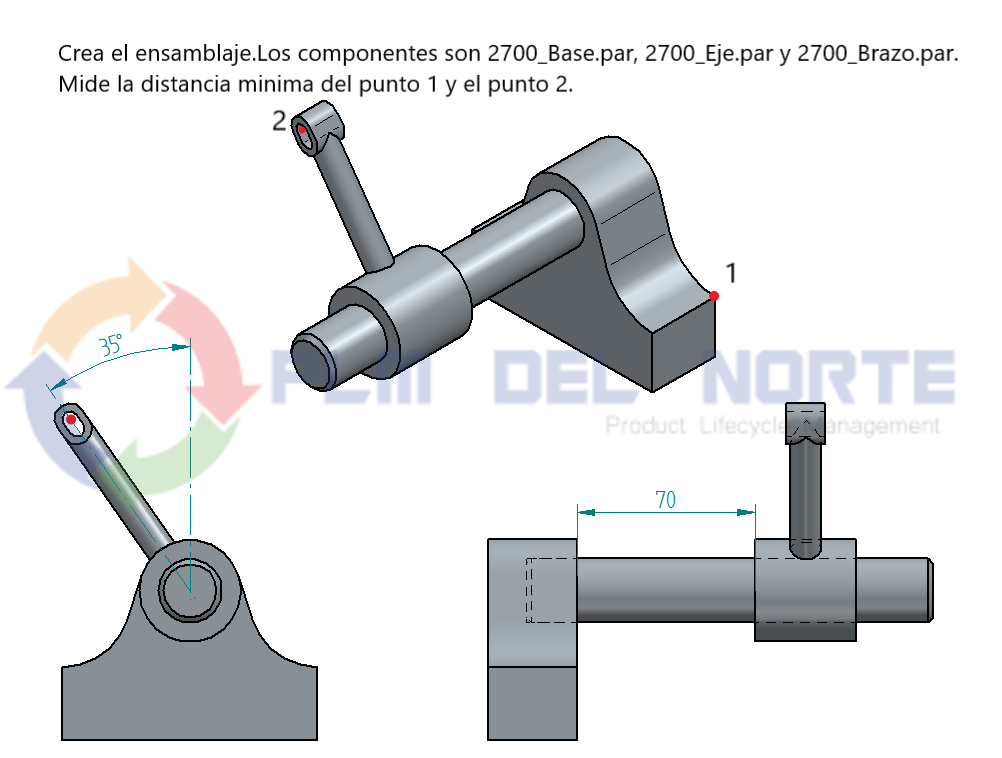 Crea el ensamblaje.Los componentes son 2700_Base.par, 2700_Eje.par y 2700_Brazo.par.
Mide la distancia minima del punto 1 y el punto 2.
2
1
35°
PLM DEL NORTE
Product Lifecycle Management
70